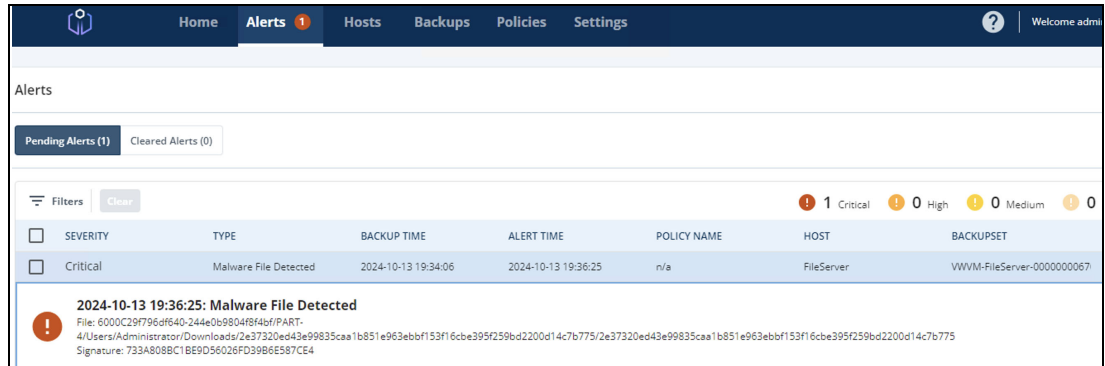 Home Alerts 1 Hosts Backups Policies Settings ? Welcome admi
Alerts
Pending Alerts (1) Cleared Alerts (0)
Filters Clear 1 Critical 0 High 0 Medium 0
SEVERITY TYPE BACKUP TIME ALERT TIME POLICY NAME HOST BACKUPSET
Critical Malware File Detected 2024-10-13 19:34:06 2024-10-13 19:36:25 n/a FileServer VWVM-FileServer-0000000067
2024-10-13 19:36:25: Malware File Detected
File: 6000C29f796df640-244e0b9804f8f4bf/PART-
4/Users/Administrator/Downloads/2e37320ed43e99835caa1b851e963ebbf153f16cbe395f259bd2200d14c7b775/2e37320ed43e99835caa1b851e963ebbf153f16cbe395f259bd2200d14c7b775
Signature: 733A808BC1BE9D56026FD39B6E587CE4